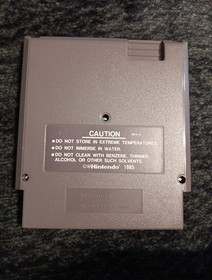 CAUTION
●DO NOT STORE IN EXTREME TEMPERATURES.
●DO NOT IMMERSE IN WATER.
●DO NOT CLEAN WITH BENZENE, THINNER,
ALCOHOL OR OTHER SUCH SOLVENTS.
©®Nintendo 1985